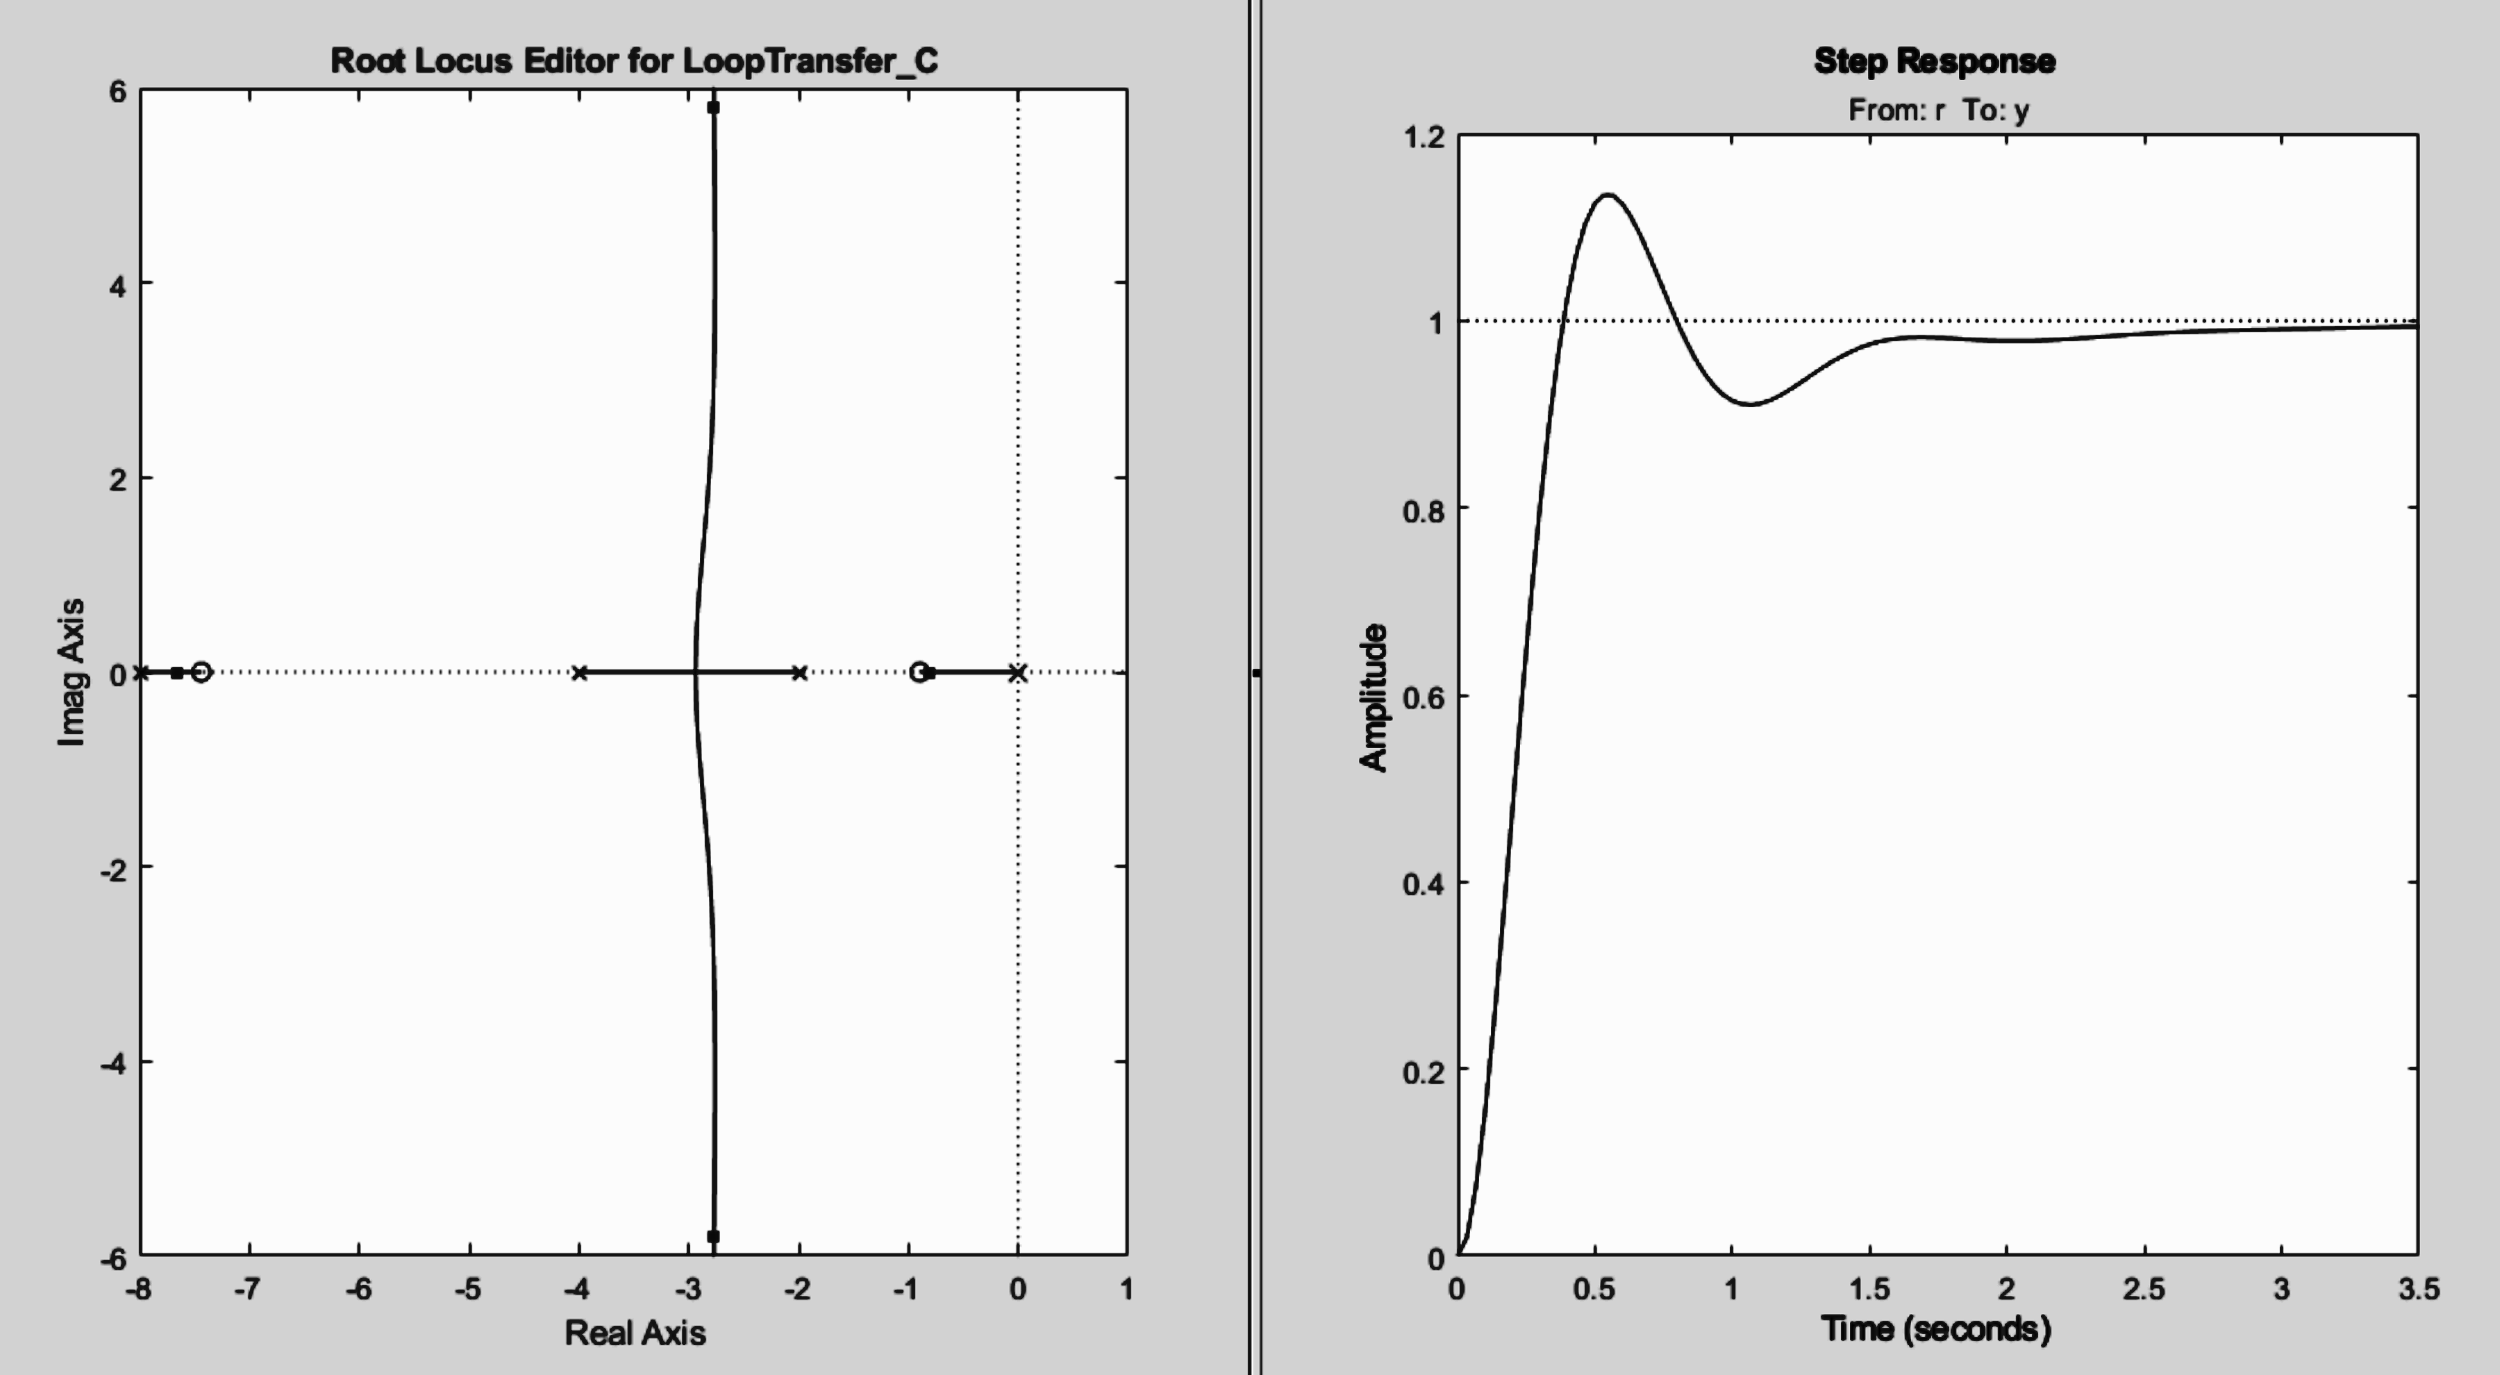 Root Locus Editor for LoopTransfer_C
6
4
2
0
-2
-4
-6
Imag Axis
-8 -7 -6 -5 -4 -3 -2 -1 0 1
Real Axis
Step Response
From: r To: y
1.2
1
0.8
0.6
0.4
0.2
0
Amplitude
0 0.5 1 1.5 2 2.5 3 3.5
Time (seconds)